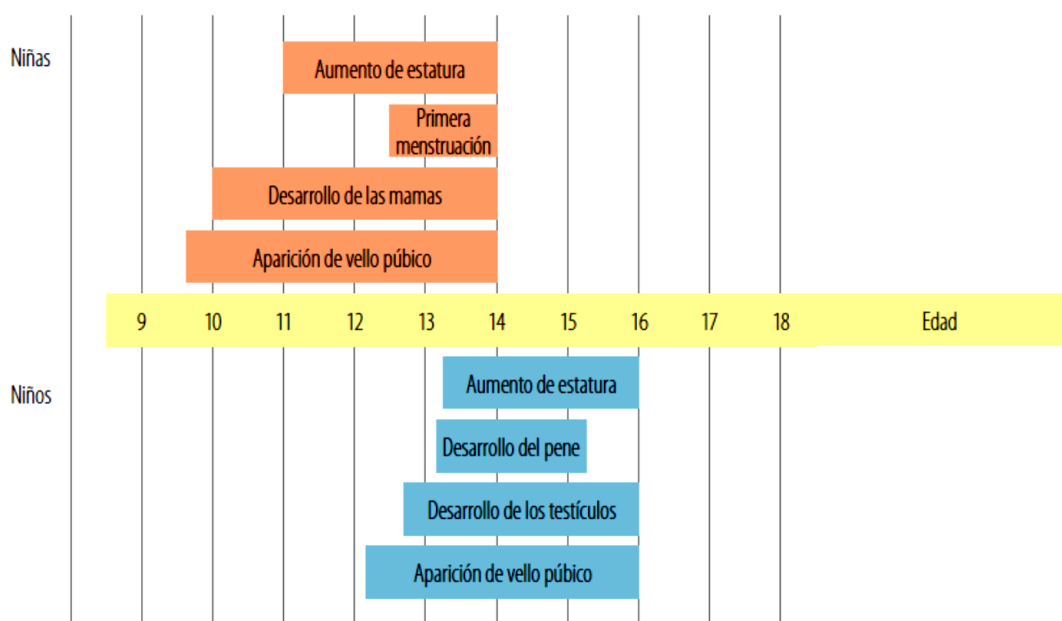 Niñas
Aumento de estatura
Primera
menstruación
Desarrollo de las mamas
Aparición de vello púbico
9 10 11 12 13 14 15 16 17 18 Edad
Niños
Aumento de estatura
Desarrollo del pene
Desarrollo de los testículos
Aparición de vello púbico